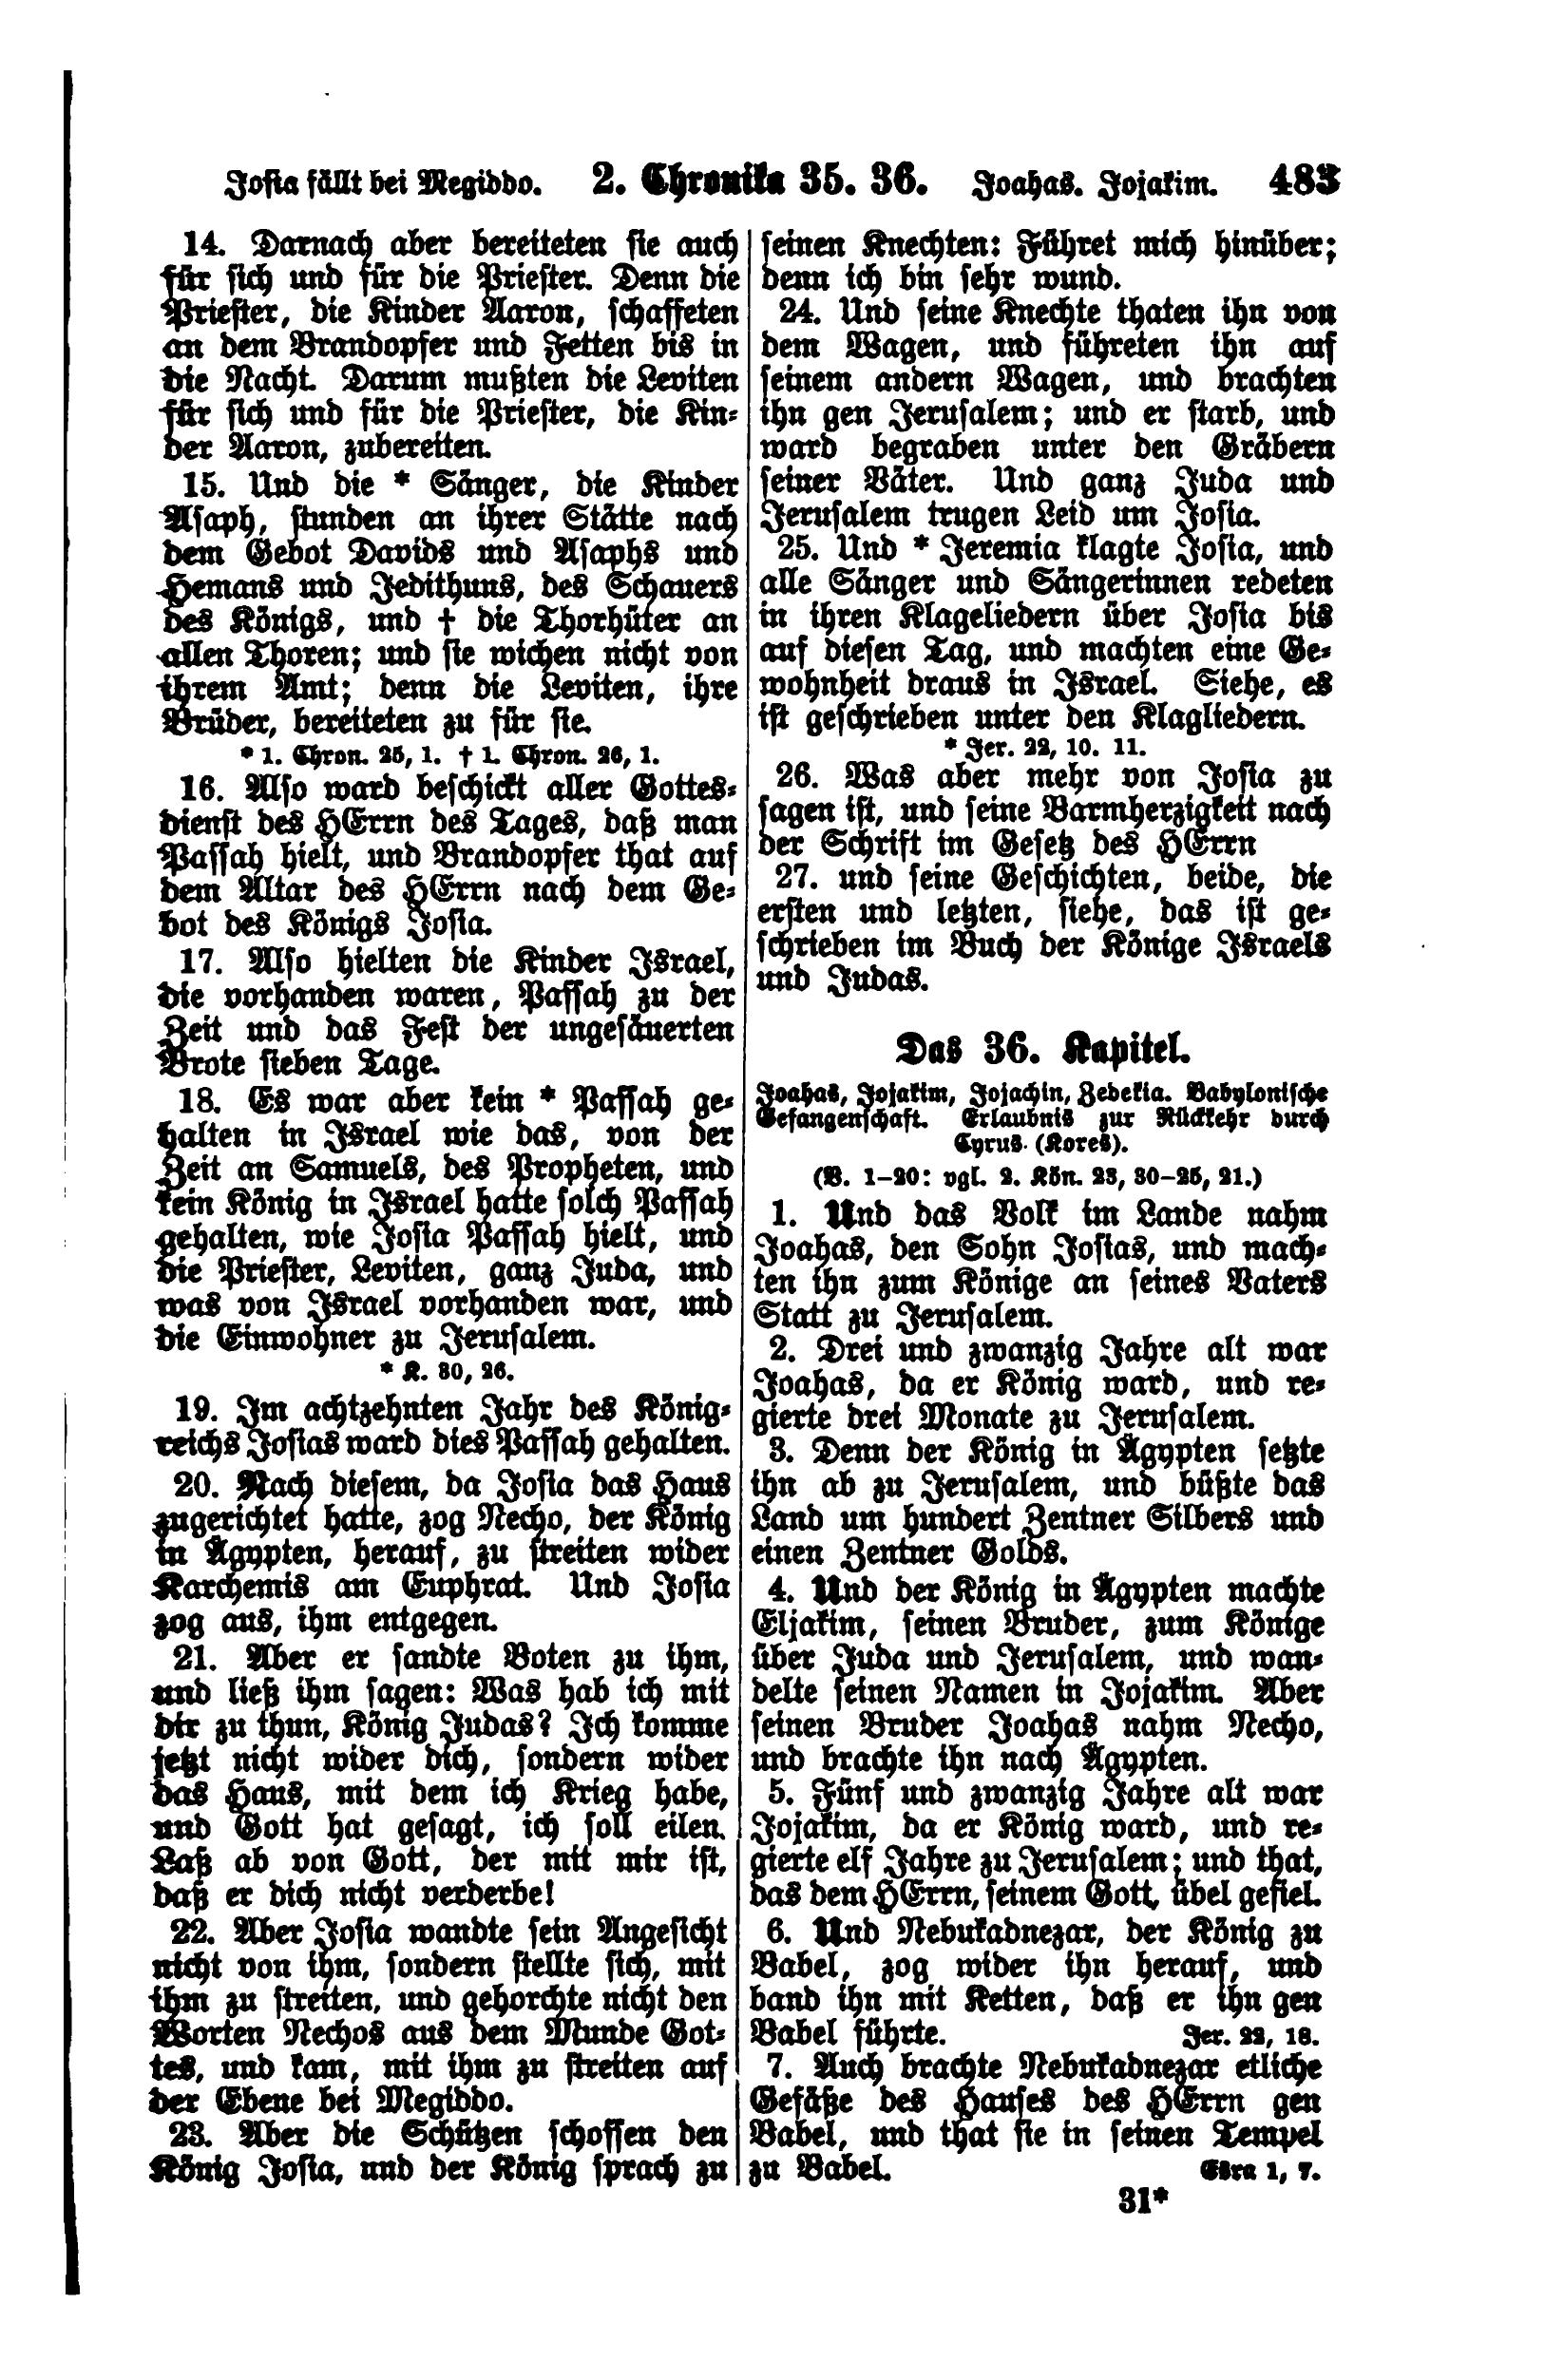 Josia fällt bei Megiddo. 2. Chronika 35. 36. Joahas. Jojakim. 483
14. Darnach aber bereiteten sie auch
für sich und für die Priester. Denn die
Priester, die Kinder Aaron, schaffeten
an dem Brandopfer und Fetten bis in
die Nacht. Darum mußten die Leviten
für sich und für die Priester, die Kin-
der Aaron, zubereiten.
15. Und die * Sänger, die Kinder
Asaph, stunden an ihrer Stätte nach
dem Gebot Davids und Asaphs und
Hemans und Jedithuns, des Schauers
des Königs, und † die Thorhüter an
allen Thoren; und sie wichen nicht von
ihrem Amt; denn die Leviten, ihre
Brüder, bereiteten zu für sie.
* 1. Chron. 25, 1. † 1. Chron. 26, 1.
16. Also ward beschickt aller Gottes-
dienst des HErrn des Tages, daß man
Passah hielt, und Brandopfer that auf
dem Altar des HErrn nach dem Ge-
bot des Königs Josia.
17. Also hielten die Kinder Israel,
die vorhanden waren, Passah zu der
Zeit und das Fest der ungesäuerten
Brote sieben Tage.
18. Es war aber kein * Passah ge-
halten in Israel wie das, von der
Zeit an Samuels, des Propheten, und
kein König in Israel hatte solch Passah
gehalten, wie Josia Passah hielt, und
die Priester, Leviten, ganz Juda, und
was von Israel vorhanden war, und
die Einwohner zu Jerusalem.
* K. 30, 26.
19. Im achtzehnten Jahr des König-
reichs Josias ward dies Passah gehalten.
20. Nach diesem, da Josia das Haus
zugerichtet hatte, zog Necho, der König
in Ägypten, herauf, zu streiten wider
Karchemis am Euphrat. Und Josia
zog aus, ihm entgegen.
21. Aber er sandte Boten zu ihm,
und ließ ihm sagen: Was hab ich mit
dir zu thun, König Judas? Ich komme
jetzt nicht wider dich, sondern wider
das Haus, mit dem ich Krieg habe,
und Gott hat gesagt, ich soll eilen.
Laß ab von Gott, der mit mir ist,
daß er dich nicht verderbe!
22. Aber Josia wandte sein Angesicht
nicht von ihm, sondern stellte sich, mit
ihm zu streiten, und gehorchte nicht den
Worten Nechos aus dem Munde Got-
tes, und kam, mit ihm zu streiten auf
der Ebene bei Megiddo.
23. Aber die Schützen schossen den
König Josia, und der König sprach zu
seinen Knechten: Führet mich hinüber;
denn ich bin sehr wund.
24. Und seine Knechte thaten ihn von
dem Wagen, und führeten ihn auf
seinem andern Wagen, und brachten
ihn gen Jerusalem; und er starb, und
ward begraben unter den Gräbern
seiner Väter. Und ganz Juda und
Jerusalem trugen Leid um Josia.
25. Und * Jeremia klagte Josia, und
alle Sänger und Sängerinnen redeten
in ihren Klageliedern über Josia bis
auf diesen Tag, und machten eine Ge-
wohnheit draus in Israel. Siehe, es
ist geschrieben unter den Klagliedern.
* Jer. 22, 10. 11.
26. Was aber mehr von Josia zu
sagen ist, und seine Barmherzigkeit nach
der Schrift im Gesetz des HErrn
27. und seine Geschichten, beide, die
ersten und letzten, siehe, das ist ge-
schrieben im Buch der Könige Israels
und Judas.
Das 36. Kapitel.
Joahas, Jojakim, Jojachin, Zedekia. Babylonische
Gefangenschaft. Erlaubnis zur Rückkehr durch
Cyrus (Kores).
(V. 1–20: vgl. 2. Kön. 23, 30–25, 21.)
1. Und das Volk im Lande nahm
Joahas, den Sohn Josias, und mach-
ten ihn zum Könige an seines Vaters
Statt zu Jerusalem.
2. Drei und zwanzig Jahre alt war
Joahas, da er König ward, und re-
gierte drei Monate zu Jerusalem.
3. Denn der König in Ägypten setzte
ihn ab zu Jerusalem, und büßte das
Land um hundert Zentner Silbers und
einen Zentner Golds.
4. Und der König in Ägypten machte
Eljakim, seinen Bruder, zum Könige
über Juda und Jerusalem, und wan-
delte seinen Namen in Jojakim. Aber
seinen Bruder Joahas nahm Necho,
und brachte ihn nach Ägypten.
5. Fünf und zwanzig Jahre alt war
Jojakim, da er König ward, und re-
gierte elf Jahre zu Jerusalem; und that,
das dem HErrn, seinem Gott, übel gefiel.
6. Und Nebukadnezar, der König zu
Babel, zog wider ihn herauf, und
band ihn mit Ketten, daß er ihn gen
Babel führte. Jer. 22, 18.
7. Auch brachte Nebukadnezar etliche
Gefäße des Hauses des HErrn gen
Babel, und that sie in seinen Tempel
zu Babel. Esra 1, 7.
31*